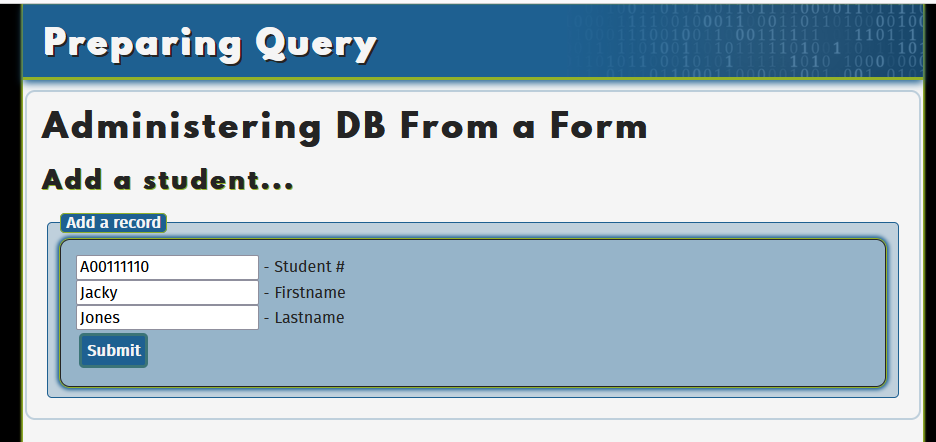 Preparing Query
Administering DB From a Form
Add a student...
Add a record
A00111110 - Student #
Jacky - Firstname
Jones - Lastname
Submit